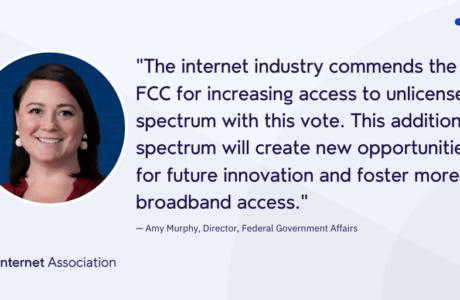 "The internet industry commends the
FCC for increasing access to unlicense
spectrum with this vote. This addition
spectrum will create new opportunitie
for future innovation and foster more
broadband access."
— Amy Murphy, Director, Federal Government Affairs
nternet Association